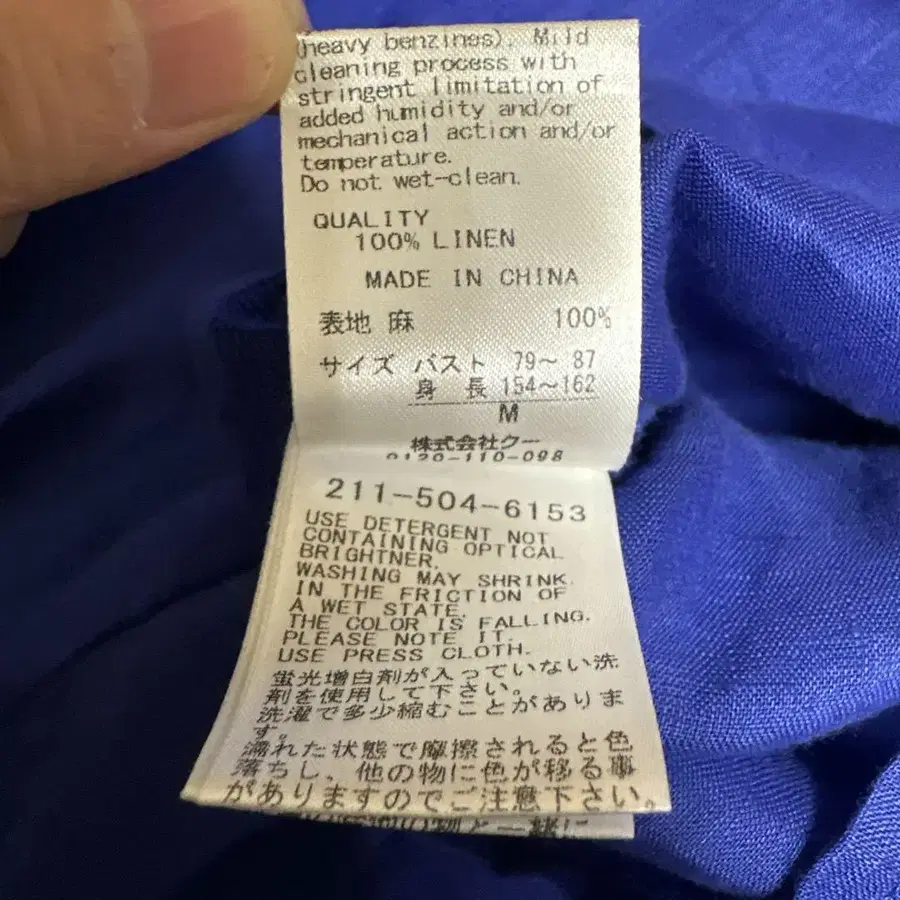 (heavy benzines). Mild
cleaning process with
stringent limitation of
added humidity and/or
mechanical action and/or
temperature.
Do not wet-clean.
QUALITY
100% LINEN
MADE IN CHINA
表地 麻 100%
サイズ バスト 79～ 87
身 長 154～162
M
株式会社クー
0120-110-098
211-504-6153
USE DETERGENT NOT
CONTAINING OPTICAL
BRIGHTNER.
WASHING MAY SHRINK.
IN THE FRICTION OF
A WET STATE,
THE COLOR IS FALLING.
PLEASE NOTE IT.
USE PRESS CLOTH.
蛍光増白剤が入っていない洗
剤を使用して下さい。
洗濯で多少縮むことがありま
す。
濡れた状態で摩擦されると色
落ちし、他の物に色が移る事
がありますのでご注意下さい。
と一緒に